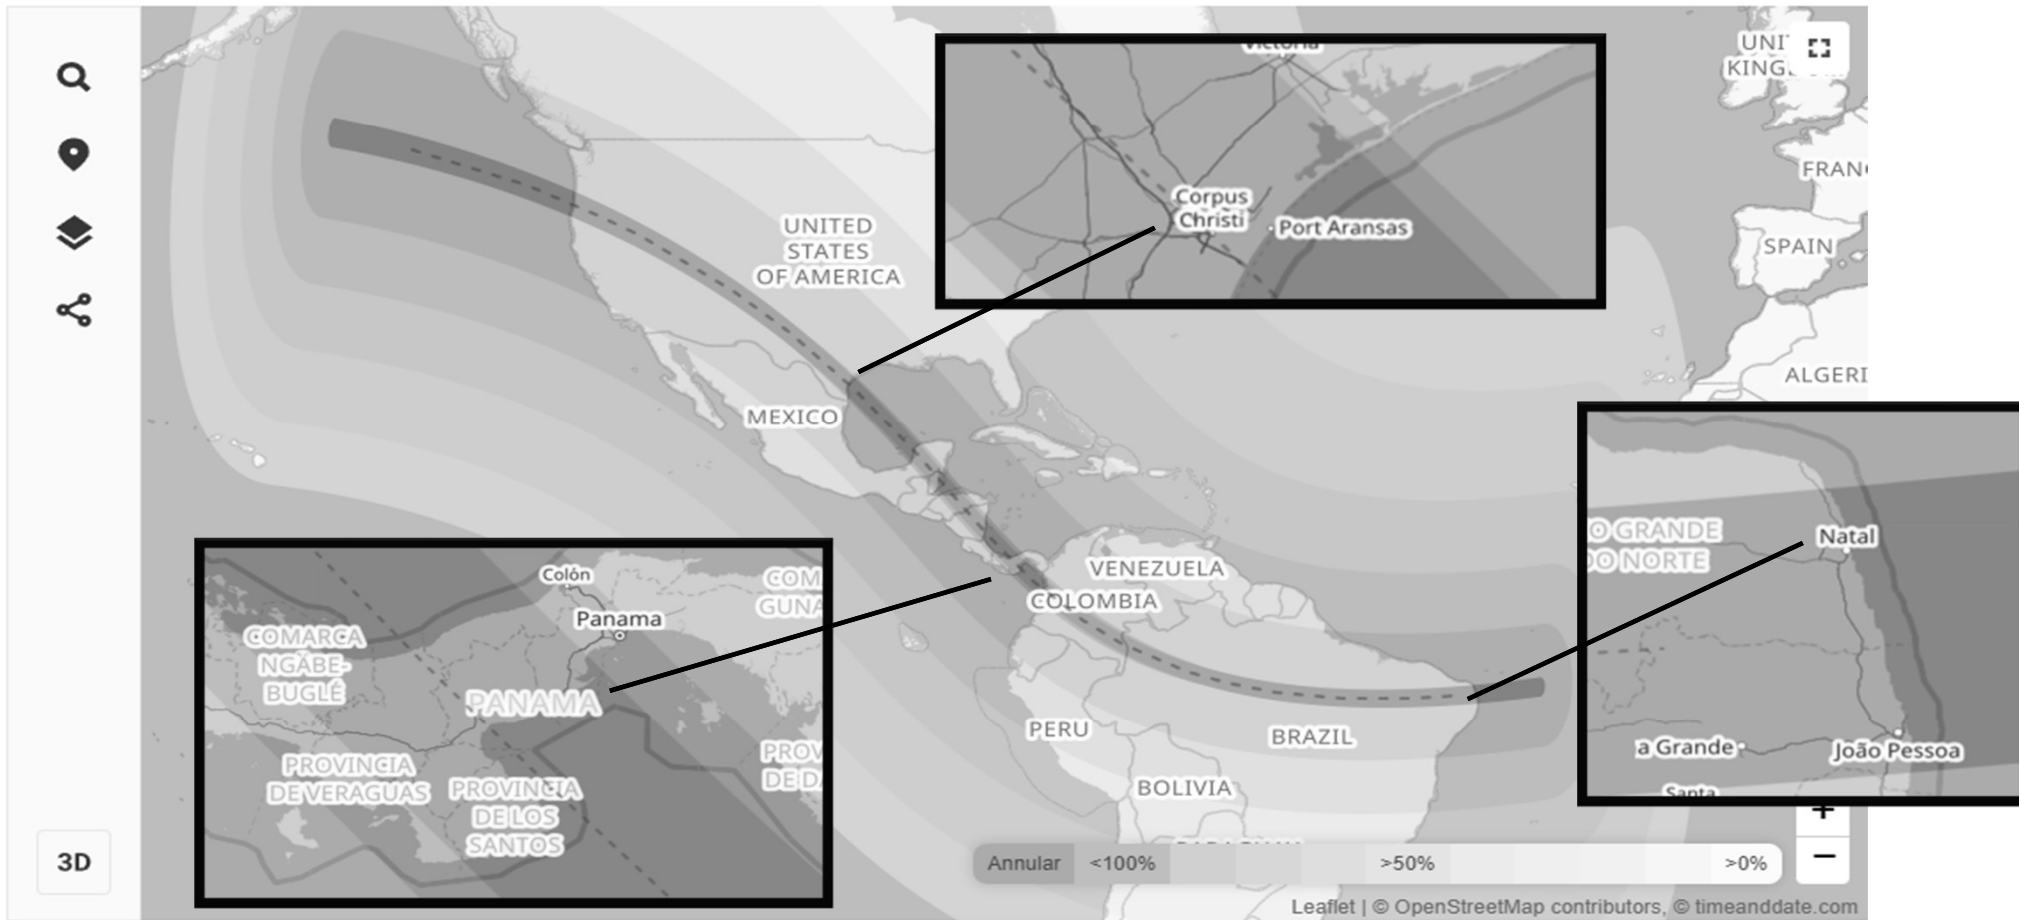 UNITED
STATES
OF AMERICA
MEXICO
VENEZUELA
COLOMBIA
PERU
BRAZIL
BOLIVIA
SPAIN
Victoria
Corpus
Christi
Port Aransas
Colón
Panama
COMARCA
NGÄBE-
BUGLÉ
PANAMA
PROVINCIA
DE VERAGUAS
PROVINCIA
DE LOS
SANTOS
O GRANDE
DO NORTE
Natal
a Grande
João Pessoa
Santa
3D
Annular <100% >50% >0%
+
−
Leaflet | © OpenStreetMap contributors, © timeanddate.com